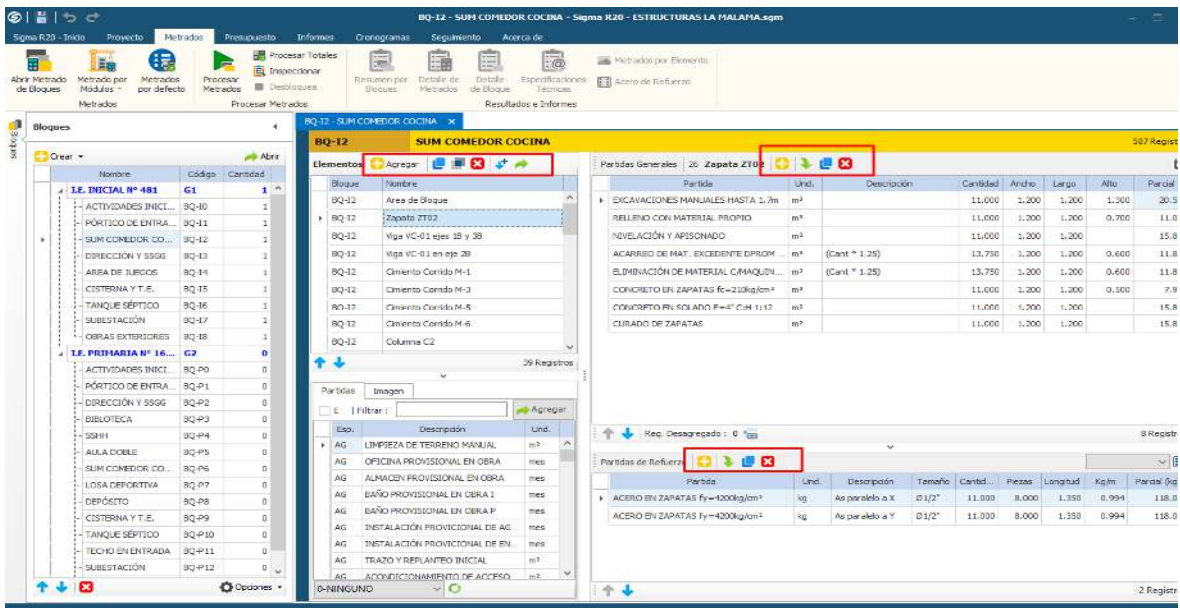 BQ-I2 - SUM COMEDOR COCINA - Sigma R20 - ESTRUCTURAS LA MALAMA.sgm
Sigma R20 - Inicio Proyecto Metrados Presupuesto Informes Cronogramas Seguimiento Acerca de
Abrir Metrado de Bloques
Metrado por Módulos
Metrados por defecto
Metrados
Procesar Metrados
Procesar Totales
Inspeccionar
Desbloquea
Procesar Metrados
Resumen por Bloques
Detalle de Metrados
Detalle de Bloque
Especificaciones Técnicas
Metrados por Elemento
Acero de Refuerzo
Resultados e Informes
Bloques
Bloques
Crear Abrir
Nombre Código Cantidad
I.E. INICIAL Nº 481 G1 1
ACTIVIDADES INICI... BQ-I0 1
PÓRTICO DE ENTRA... BQ-I1 1
SUM COMEDOR CO... BQ-I2 1
DIRECCIÓN Y SSGG BQ-I3 1
AREA DE JUEGOS BQ-I4 1
CISTERNA Y T.E. BQ-I5 1
TANQUE SÉPTICO BQ-I6 1
SUBESTACIÓN BQ-I7 1
OBRAS EXTERIORES BQ-I8 1
I.E. PRIMARIA Nº 16... G2 0
ACTIVIDADES INICI... BQ-P0 0
PÓRTICO DE ENTRA... BQ-P1 0
DIRECCIÓN Y SSGG BQ-P2 0
BIBLIOTECA BQ-P3 0
SSHH BQ-P4 0
AULA DOBLE BQ-P5 0
SUM COMEDOR CO... BQ-P6 0
LOSA DEPORTIVA BQ-P7 0
DEPÓSITO BQ-P8 0
CISTERNA Y T.E. BQ-P9 0
TANQUE SÉPTICO BQ-P10 0
TECHO EN ENTRADA BQ-P11 0
SUBESTACIÓN BQ-P12 0
Opciones
BQ-I2 - SUM COMEDOR COCINA ×
BQ-I2 SUM COMEDOR COCINA 507 Regist
Elementos Agregar
Bloque Nombre
BQ-I2 Area de Bloque
BQ-I2 Zapata ZT02
BQ-I2 Viga VC-01 ejes 1B y 3B
BQ-I2 Viga VC-01 en ejes 2B
BQ-I2 Cimiento Corrido M-1
BQ-I2 Cimiento Corrido M-3
BQ-I2 Cimiento Corrido M-5
BQ-I2 Cimiento Corrido M-6
BQ-I2 Columna C2
39 Registros
Partidas Imagen
E | Filtrar : Agregar
Esp. Descripción Und.
AG LIMPIEZA DE TERRENO MANUAL m²
AG OFICINA PROVISIONAL EN OBRA mes
AG ALMACEN PROVISIONAL EN OBRA mes
AG BAÑO PROVISIONAL EN OBRA I mes
AG BAÑO PROVISIONAL EN OBRA P mes
AG INSTALACIÓN PROVICIONAL DE AG... mes
AG INSTALACIÓN PROVICIONAL DE EN... mes
AG TRAZO Y REPLANTEO INICIAL m²
AG ACONDICIONAMIENTO DE ACCESO m²
0-NINGUNO
Partidas Generales | 26 Zapata ZT02
Partida Und. Descripción Cantidad Ancho Largo Alto Parcial
EXCAVACIONES MANUALES HASTA 1.7m m³ 11.000 1.200 1.200 1.300 20.5
RELLENO CON MATERIAL PROPIO m³ 11.000 1.200 1.200 0.700 11.0
NIVELACIÓN Y APISONADO m² 11.000 1.200 1.200 15.8
ACARREO DE MAT. EXCEDENTE DPROM... m³ (Cant * 1.25) 13.750 1.200 1.200 0.600 11.8
ELIMINACIÓN DE MATERIAL C/MAQUIN... m³ (Cant * 1.25) 13.750 1.200 1.200 0.600 11.8
CONCRETO EN ZAPATAS fc=210kg/cm² m³ 11.000 1.200 1.200 0.500 7.9
CONCRETO EN SOLADO E=4" C:H 1:12 m² 11.000 1.200 1.200 15.8
CURADO DE ZAPATAS m² 11.000 1.200 1.200 15.8
Reg. Desagregado : 0 8 Registr
Partidas de Refuerzo
Partida Und. Descripción Tamaño Cantid... Piezas Longitud Kg/m Parcial (kg
ACERO EN ZAPATAS fy=4200kg/cm² kg As paralelo a X Ø1/2" 11.000 8.000 1.350 0.994 118.0
ACERO EN ZAPATAS fy=4200kg/cm² kg As paralelo a Y Ø1/2" 11.000 8.000 1.350 0.994 118.0
2 Registr